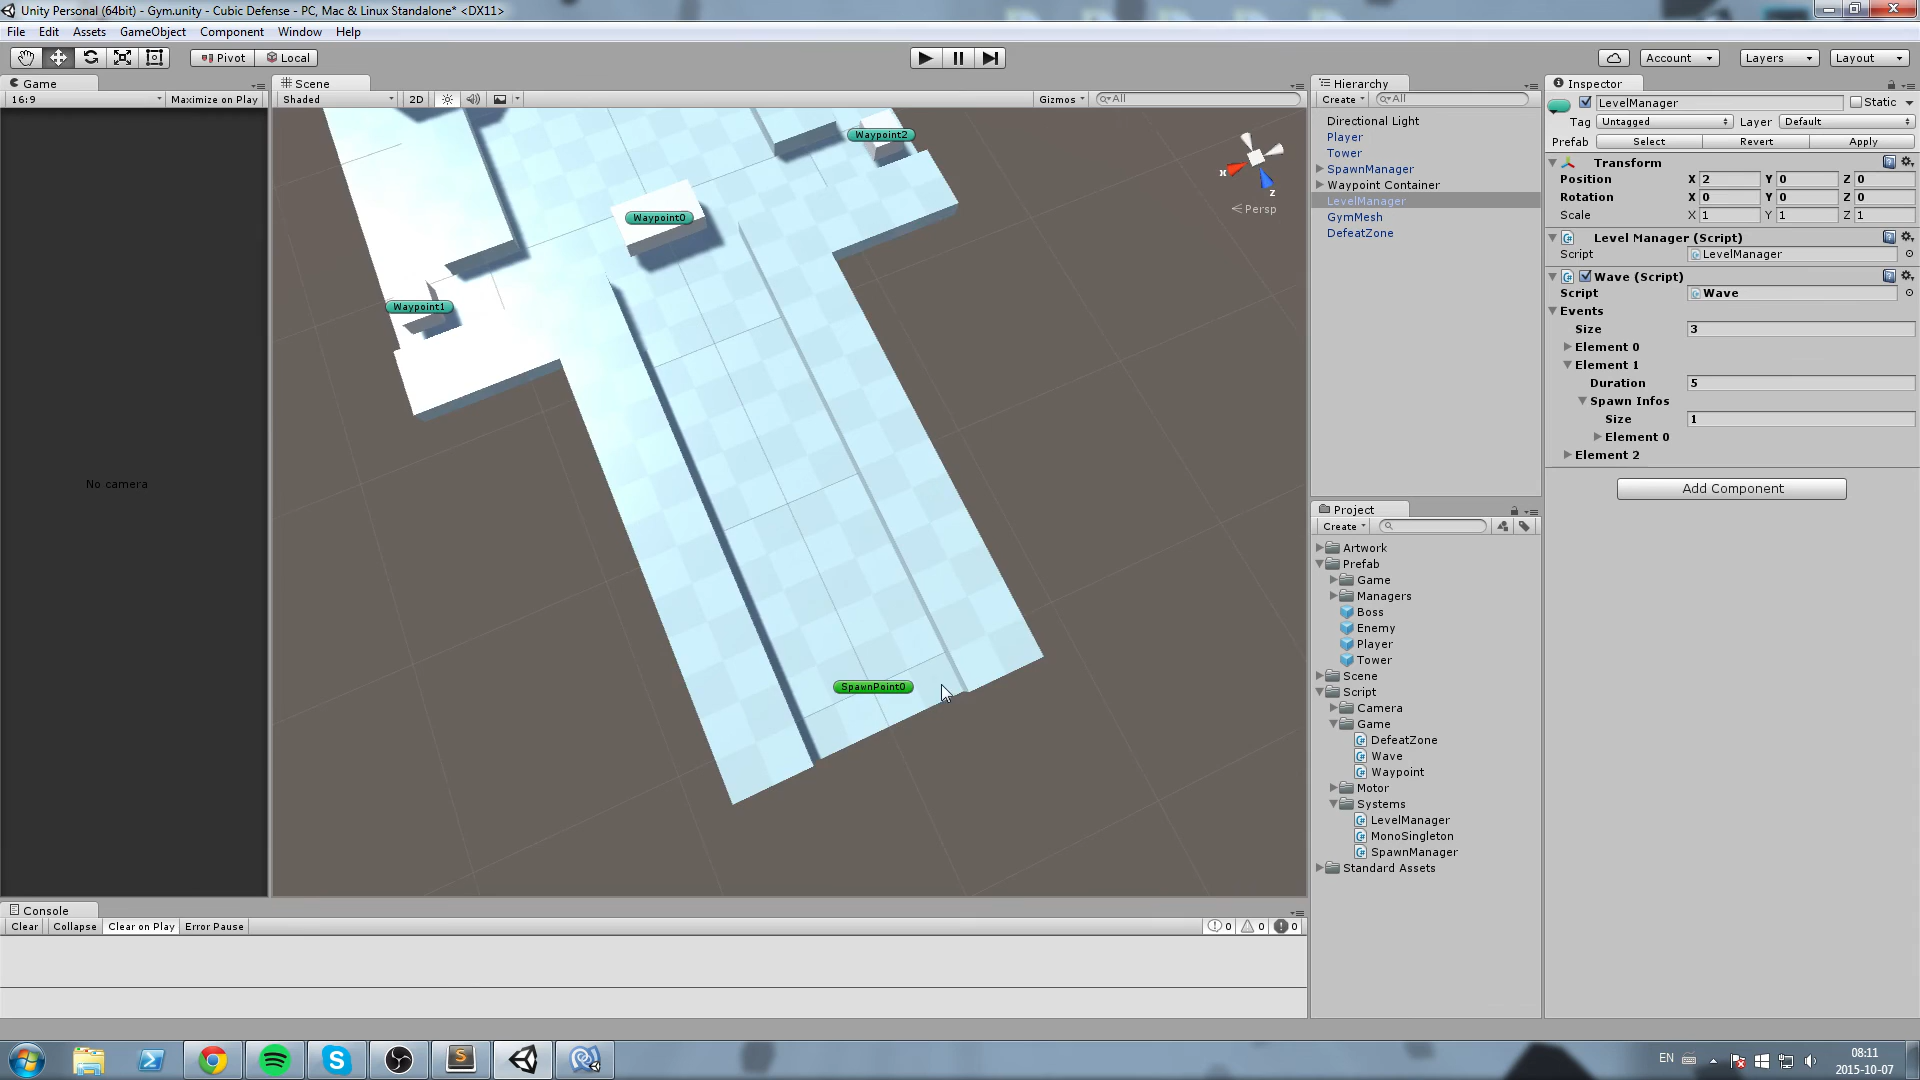 Unity Personal (64bit) - Gym.unity - Cubic Defense - PC, Mac & Linux Standalone* <DX11>
File Edit Assets GameObject Component Window Help
Pivot Local
Account Layers Layout
Game
16:9 Maximize on Play
No camera
Scene
Shaded 2D Gizmos All
Waypoint2
Waypoint0
Waypoint1
SpawnPoint0
x
z
Persp
Hierarchy
Create All
Directional Light
Player
Tower
SpawnManager
Waypoint Container
LevelManager
GymMesh
DefeatZone
Project
Create
Artwork
Prefab
Game
Managers
Boss
Enemy
Player
Tower
Scene
Script
Camera
Game
DefeatZone
Wave
Waypoint
Motor
Systems
LevelManager
MonoSingleton
SpawnManager
Standard Assets
Inspector
LevelManager Static
Tag Untagged Layer Default
Prefab Select Revert Apply
Transform
Position X 2 Y 0 Z 0
Rotation X 0 Y 0 Z 0
Scale X 1 Y 1 Z 1
Level Manager (Script)
Script LevelManager
Wave (Script)
Script Wave
Events
Size 3
Element 0
Element 1
Duration 5
Spawn Infos
Size 1
Element 0
Element 2
Add Component
Console
Clear Collapse Clear on Play Error Pause 0 0 0
EN 08:11
2015-10-07